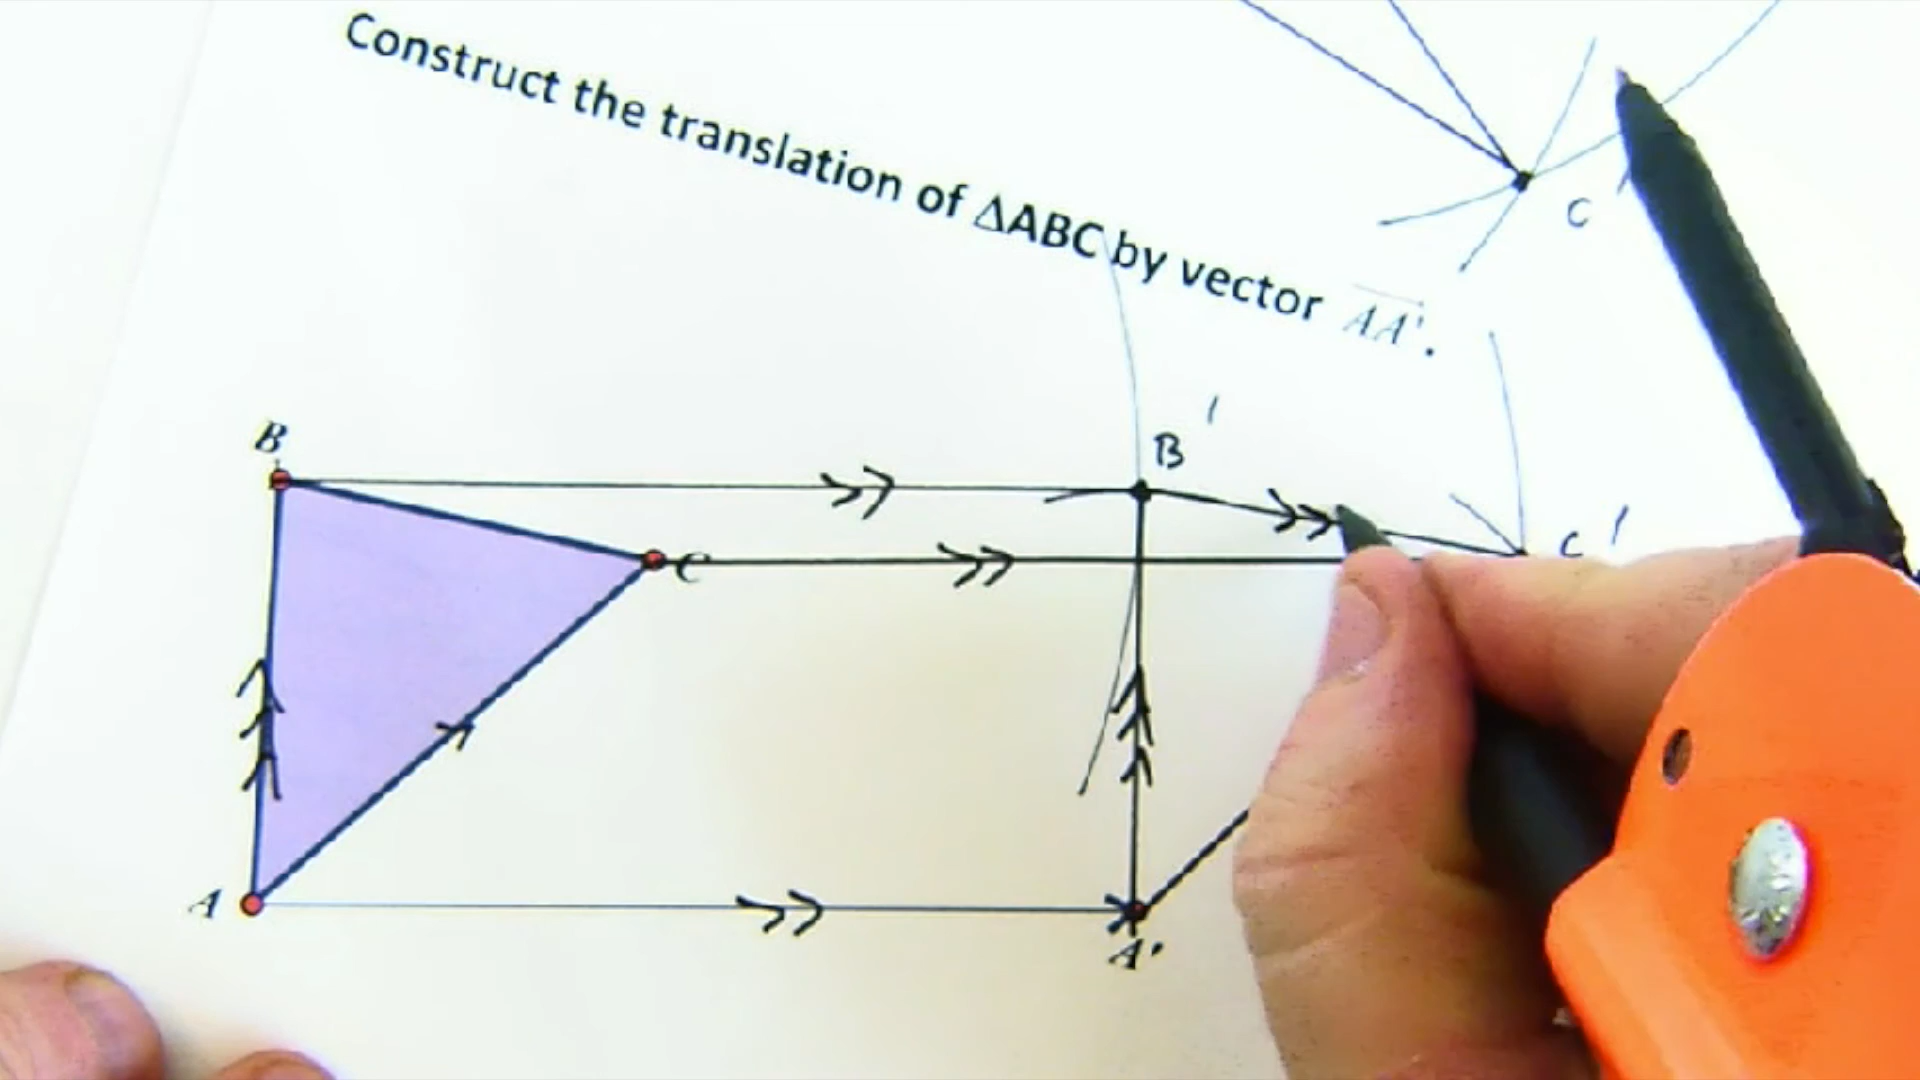 Construct the translation of ΔABC by vector AA'.
C'
B
B'
C
C'
A
A'